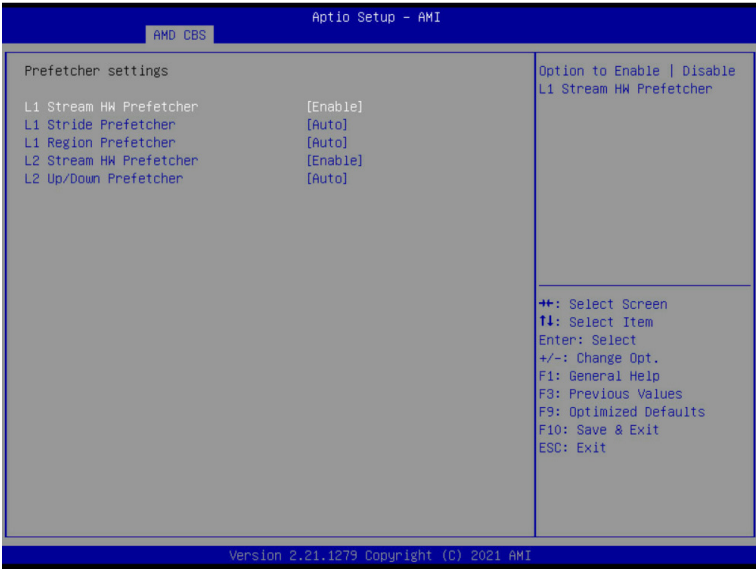 Aptio Setup – AMI
AMD CBS
Prefetcher settings
L1 Stream HW Prefetcher [Enable]
L1 Stride Prefetcher [Auto]
L1 Region Prefetcher [Auto]
L2 Stream HW Prefetcher [Enable]
L2 Up/Down Prefetcher [Auto]
Option to Enable | Disable
L1 Stream HW Prefetcher
→←: Select Screen
↑↓: Select Item
Enter: Select
+/-: Change Opt.
F1: General Help
F3: Previous Values
F9: Optimized Defaults
F10: Save & Exit
ESC: Exit
Version 2.21.1279 Copyright (C) 2021 AMI